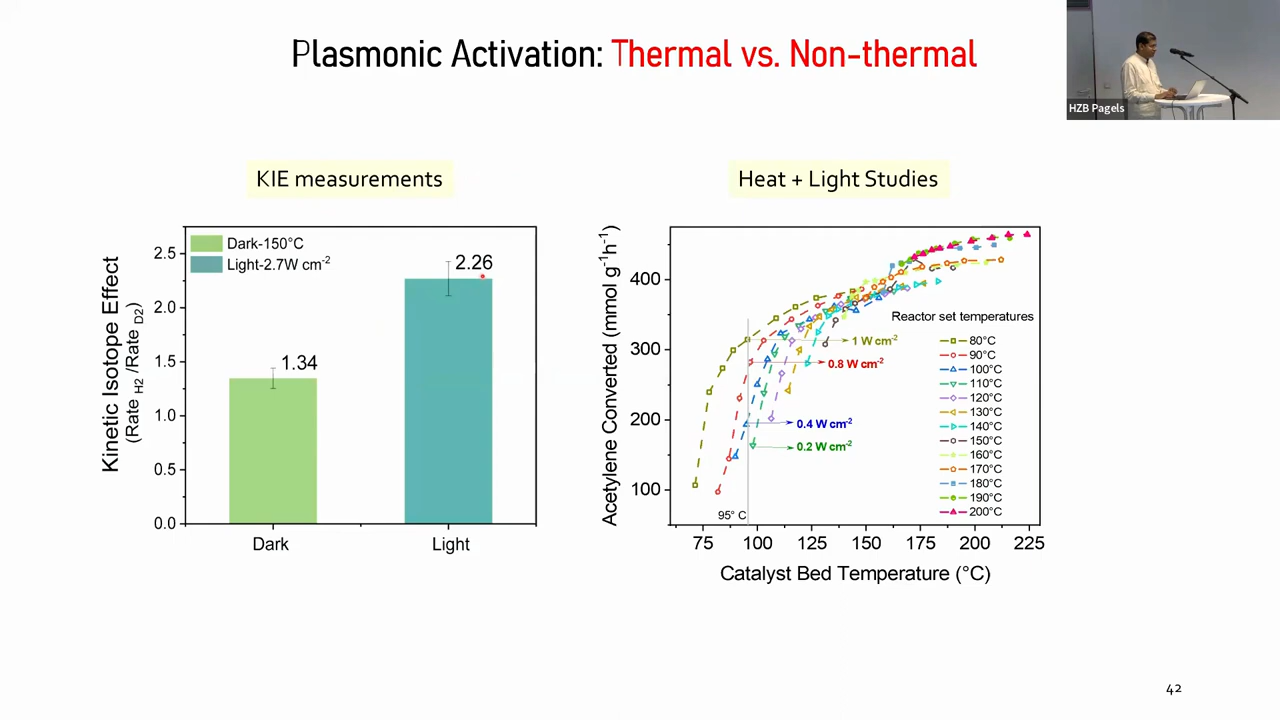 Plasmonic Activation: Thermal vs. Non-thermal
HZB Pagels
KIE measurements
Heat + Light Studies
Kinetic Isotope Effect
(Rate H2 /Rate D2)
2.5
2.0
1.5
1.0
0.5
0.0
Dark-150°C
Light-2.7W cm-2
1.34
2.26
Dark
Light
Acetylene Converted (mmol g-1h-1)
400
300
200
100
Reactor set temperatures
80°C
90°C
100°C
110°C
120°C
130°C
140°C
150°C
160°C
170°C
180°C
190°C
200°C
1 W cm-2
0.8 W cm-2
0.4 W cm-2
0.2 W cm-2
95° C
75 100 125 150 175 200 225
Catalyst Bed Temperature (°C)
42